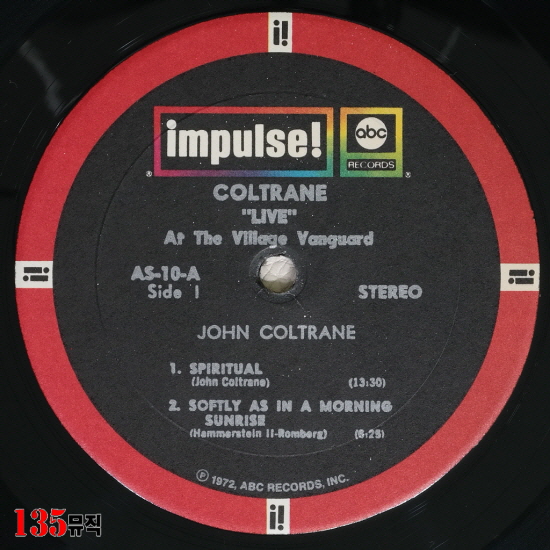 i!
impulse!
abc
RECORDS
®
®
COLTRANE
"LIVE"
At The Village Vanguard
AS-10-A
Side 1
STEREO
i!
i!
JOHN COLTRANE
1. SPIRITUAL
(John Coltrane) (13:30)
2. SOFTLY AS IN A MORNING
SUNRISE
(Hammerstein II-Romberg) (6:25)
℗ 1972, ABC RECORDS, INC.
i!
135뮤직